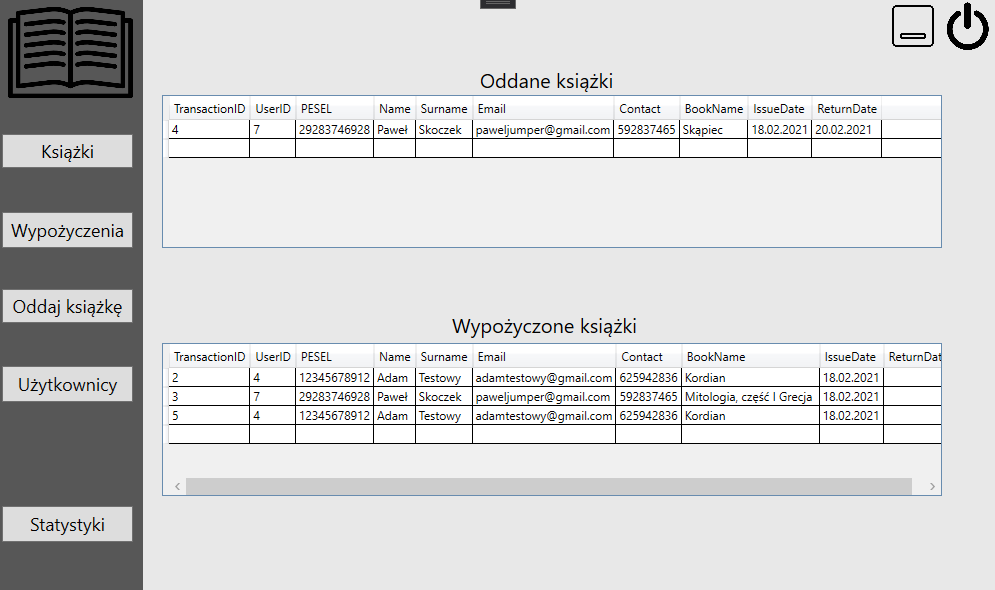 Książki
Wypożyczenia
Oddaj książkę
Użytkownicy
Statystyki
Oddane książki
TransactionID UserID PESEL Name Surname Email Contact BookName IssueDate ReturnDate
4 7 29283746928 Paweł Skoczek paweljumper@gmail.com 592837465 Skąpiec 18.02.2021 20.02.2021
Wypożyczone książki
TransactionID UserID PESEL Name Surname Email Contact BookName IssueDate ReturnDat
2 4 12345678912 Adam Testowy adamtestowy@gmail.com 625942836 Kordian 18.02.2021
3 7 29283746928 Paweł Skoczek paweljumper@gmail.com 592837465 Mitologia, część I Grecja 18.02.2021
5 4 12345678912 Adam Testowy adamtestowy@gmail.com 625942836 Kordian 18.02.2021